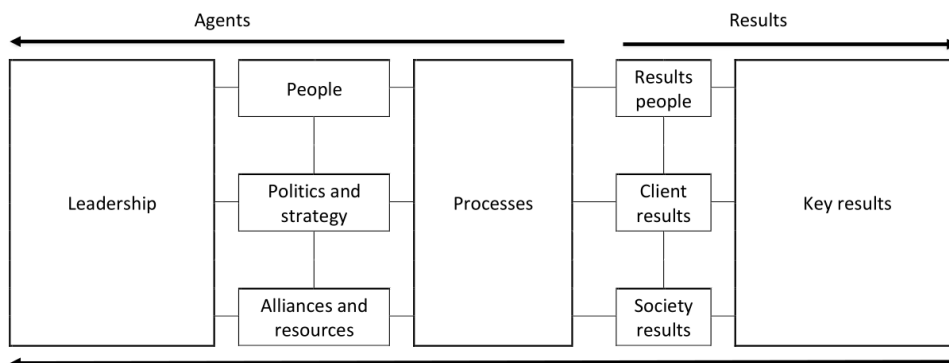 Agents
Results
Leadership
People
Politics and
strategy
Alliances and
resources
Processes
Results
people
Client
results
Society
results
Key results